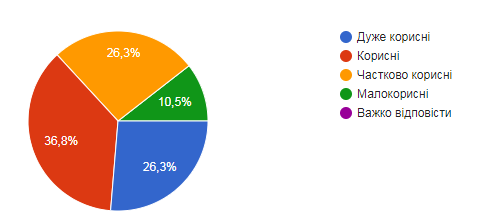 26,3%
10,5%
36,8%
26,3%
Дуже корисні
Корисні
Частково корисні
Малокорисні
Важко відповісти